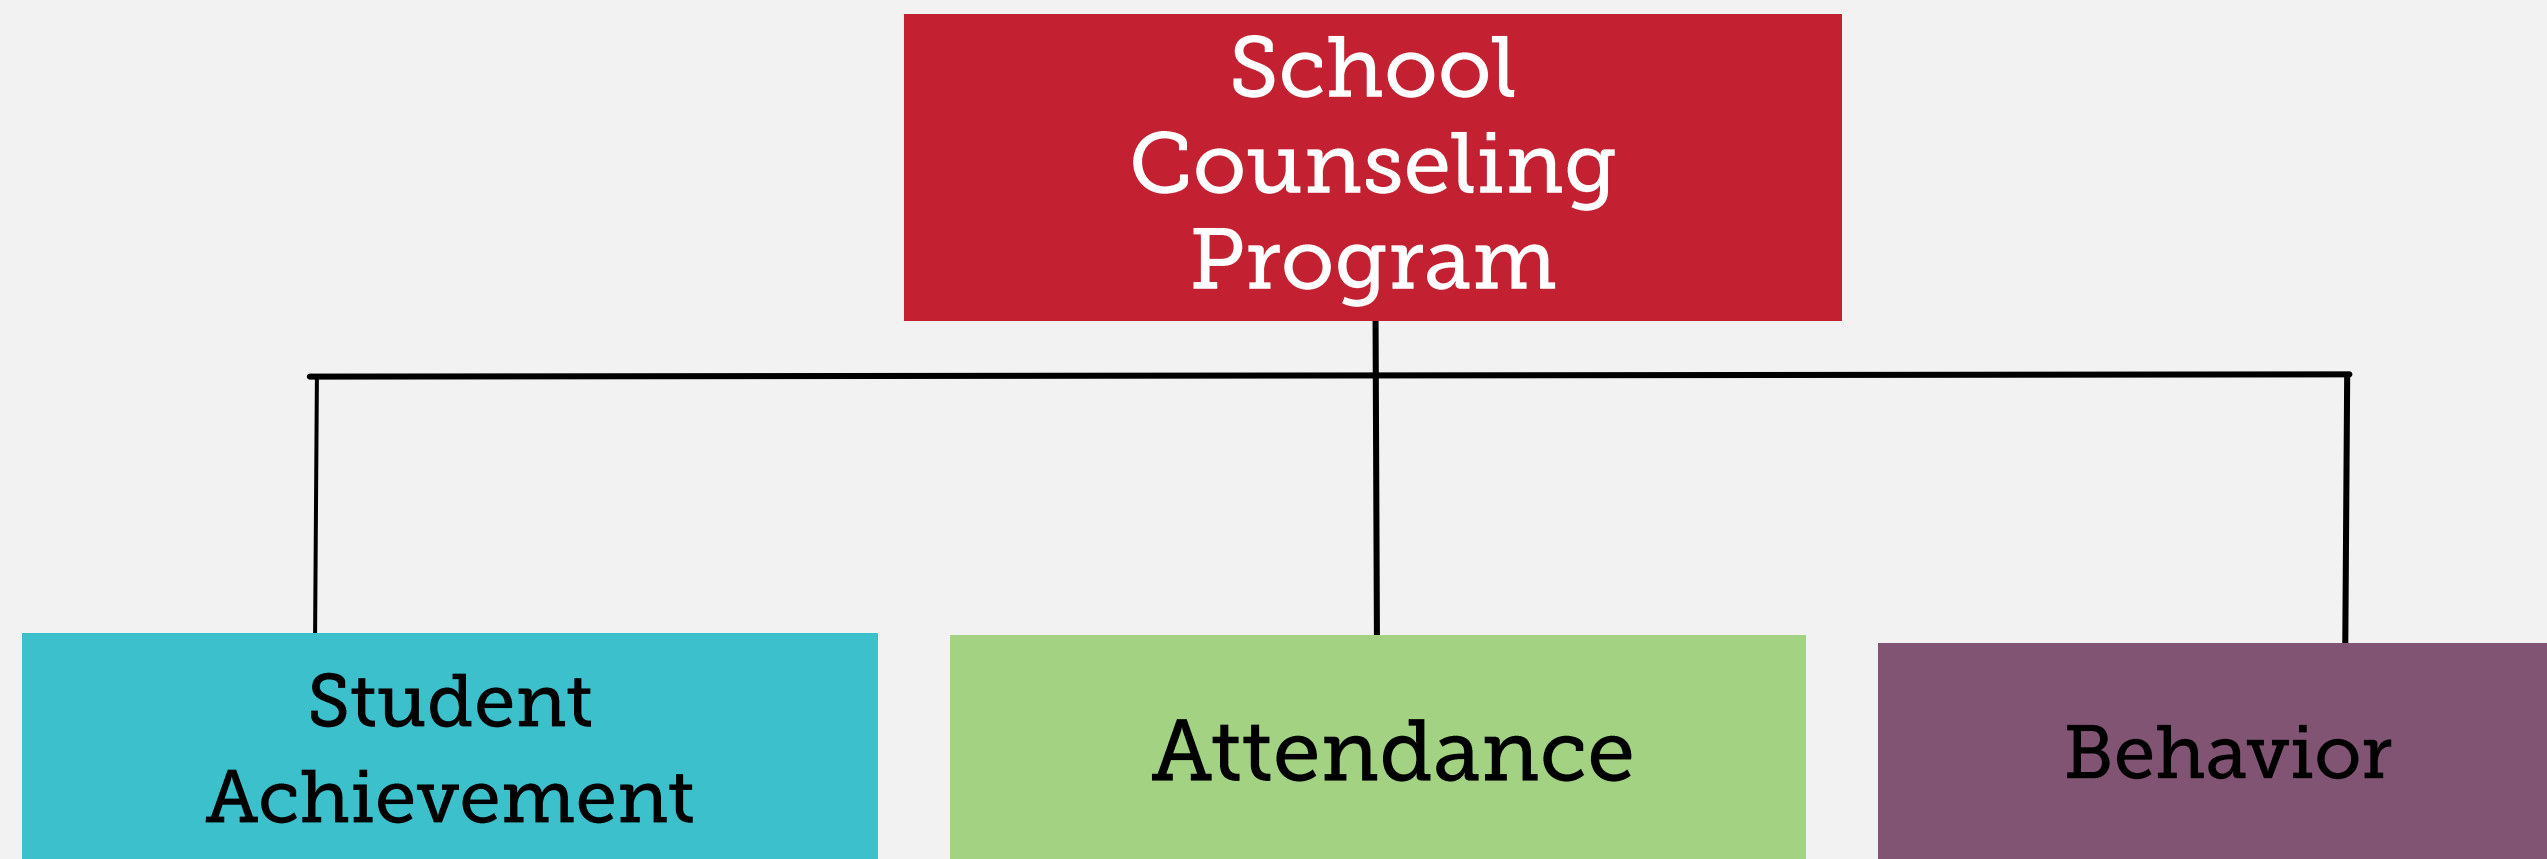 School
Counseling
Program
Student
Achievement
Attendance
Behavior